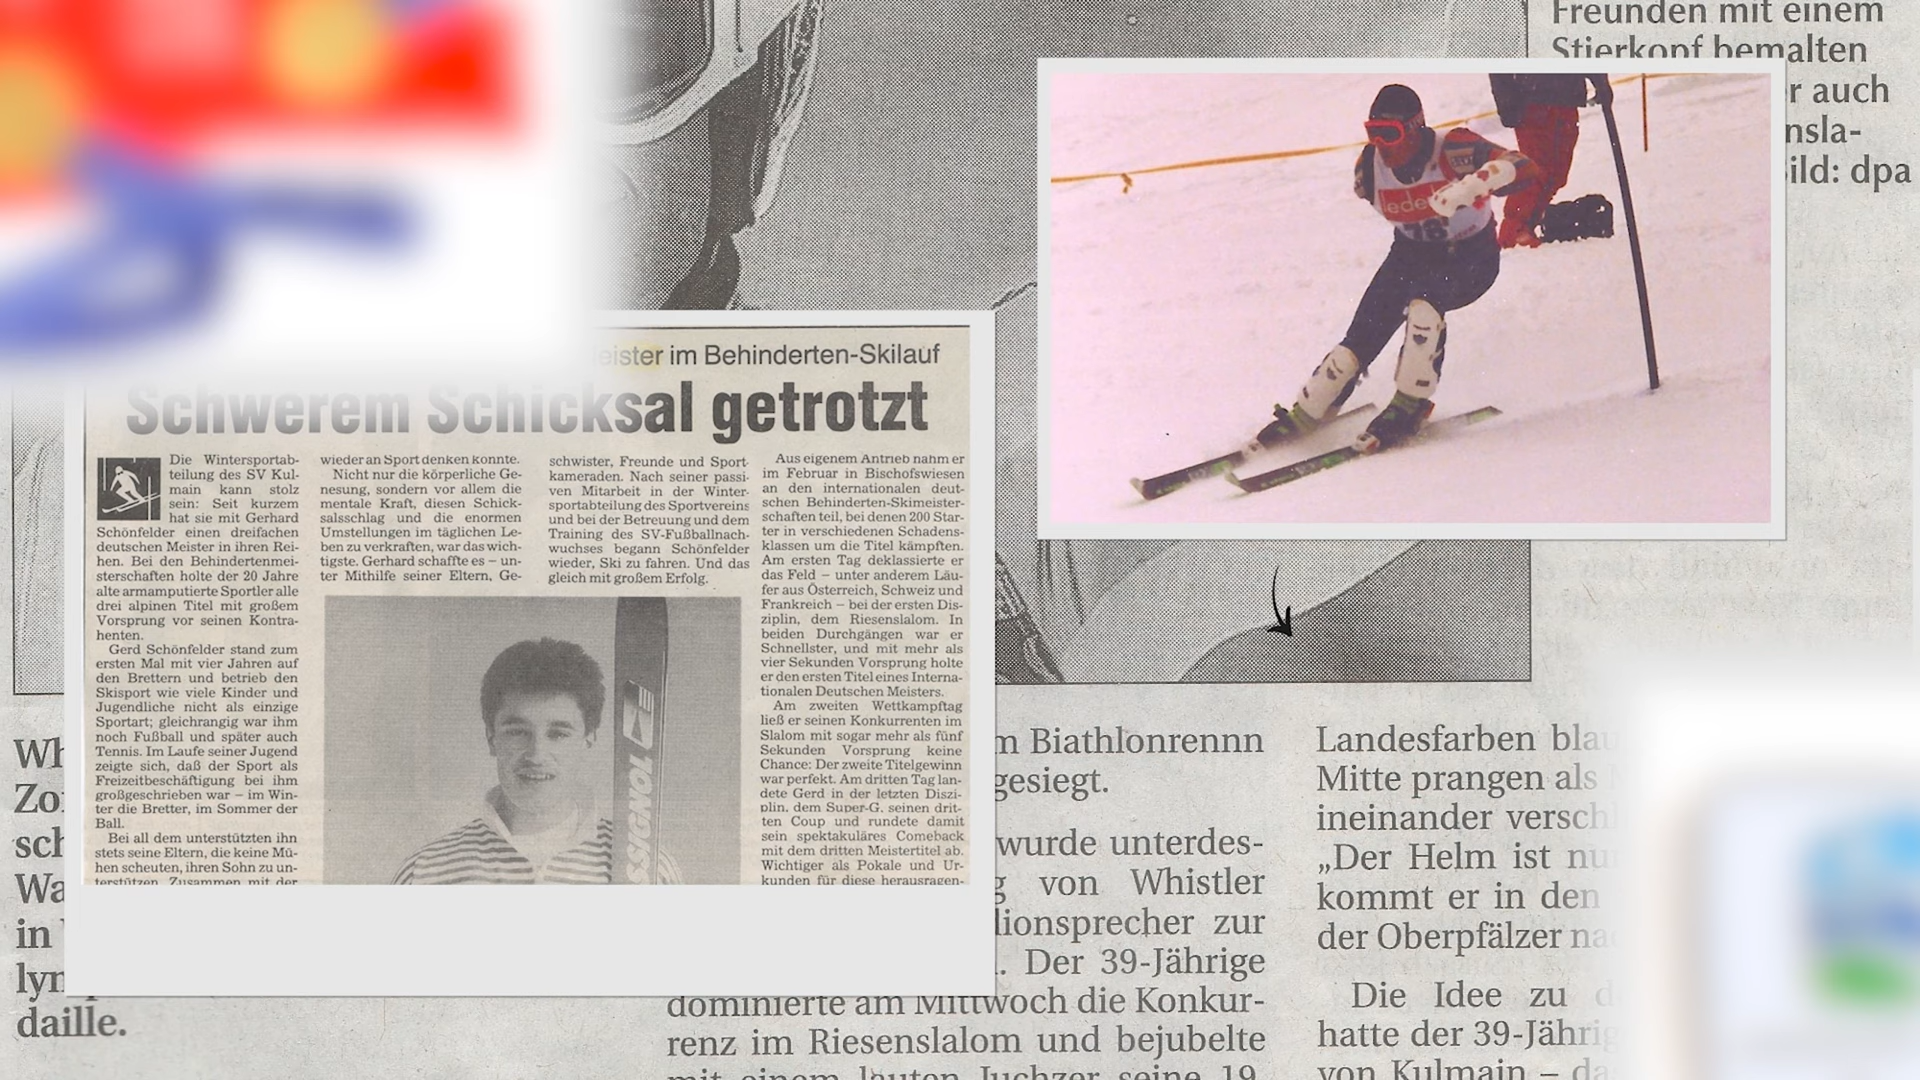 Freunden mit einem
Stierkopf bemalten
r auch
nsla-
ild: dpa
eister im Behinderten-Skilauf
Schwerem Schicksal getrotzt
Die Wintersportab-
teilung des SV Kul-
main kann stolz
sein: Seit kurzem
hat sie mit Gerhard
Schönfelder einen dreifachen
deutschen Meister in ihren Rei-
hen. Bei den Behindertenmei-
sterschaften holte der 20 Jahre
alte armamputierte Sportler alle
drei alpinen Titel mit großem
Vorsprung vor seinen Kontra-
henten.
Gerd Schönfelder stand zum
ersten Mal mit vier Jahren auf
den Brettern und betrieb den
Skisport wie viele Kinder und
Jugendliche nicht als einzige
Sportart; gleichrangig war ihm
noch Fußball und später auch
Tennis. Im Laufe seiner Jugend
zeigte sich, daß der Sport als
Freizeitbeschäftigung bei ihm
großgeschrieben war – im Win-
ter die Bretter, im Sommer der
Ball.
Bei all dem unterstützten ihn
stets seine Eltern, die keine Mü-
hen scheuten, ihren Sohn zu un-
terstützen. Zusammen mit der
wieder an Sport denken konnte.
Nicht nur die körperliche Ge-
nesung, sondern vor allem die
mentale Kraft, diesen Schick-
salsschlag und die enormen
Umstellungen im täglichen Le-
ben zu verkraften, war das wich-
tigste. Gerhard schaffte es – un-
ter Mithilfe seiner Eltern, Ge-
schwister, Freunde und Sport-
kameraden. Nach seiner passi-
ven Mitarbeit in der Winter-
sportabteilung des Sportvereins
und bei der Betreuung und dem
Training des SV-Fußballnach-
wuchses begann Schönfelder
wieder, Ski zu fahren. Und das
gleich mit großem Erfolg.
Aus eigenem Antrieb nahm er
im Februar in Bischofswiesen
an den internationalen deut-
schen Behinderten-Skimeister-
schaften teil, bei denen 200 Star-
ter in verschiedenen Schadens-
klassen um die Titel kämpften.
Am ersten Tag deklassierte er
das Feld – unter anderem Läu-
fer aus Österreich, Schweiz und
Frankreich – bei der ersten Dis-
ziplin, dem Riesenslalom. In
beiden Durchgängen war er
Schnellster, und mit mehr als
vier Sekunden Vorsprung holte
er den ersten Titel eines Interna-
tionalen Deutschen Meisters.
Am zweiten Wettkampftag
ließ er seinen Konkurrenten im
Slalom mit sogar mehr als fünf
Sekunden Vorsprung keine
Chance: Der zweite Titelgewinn
war perfekt. Am dritten Tag lan-
dete Gerd in der letzten Diszi-
plin, dem Super-G, seinen drit-
ten Coup und rundete damit
sein spektakuläres Comeback
mit dem dritten Meistertitel ab.
Wichtiger als Pokale und Ur-
kunden für diese herausragen-
SSIGNOL
Wh
Zo
sch
Wa
in
lym
daille.
m Biathlonrennn
gesiegt.
wurde unterdes-
g von Whistler
lionsprecher zur
. Der 39-Jährige
dominierte am Mittwoch die Konkur-
renz im Riesenslalom und bejubelte
mit einem lauten Juchzer seine 19.
Landesfarben blau
Mitte prangen als
ineinander versch
„Der Helm ist nu
kommt er in den
der Oberpfälzer na
Die Idee zu d
hatte der 39-Jährig
von Kulmain – da